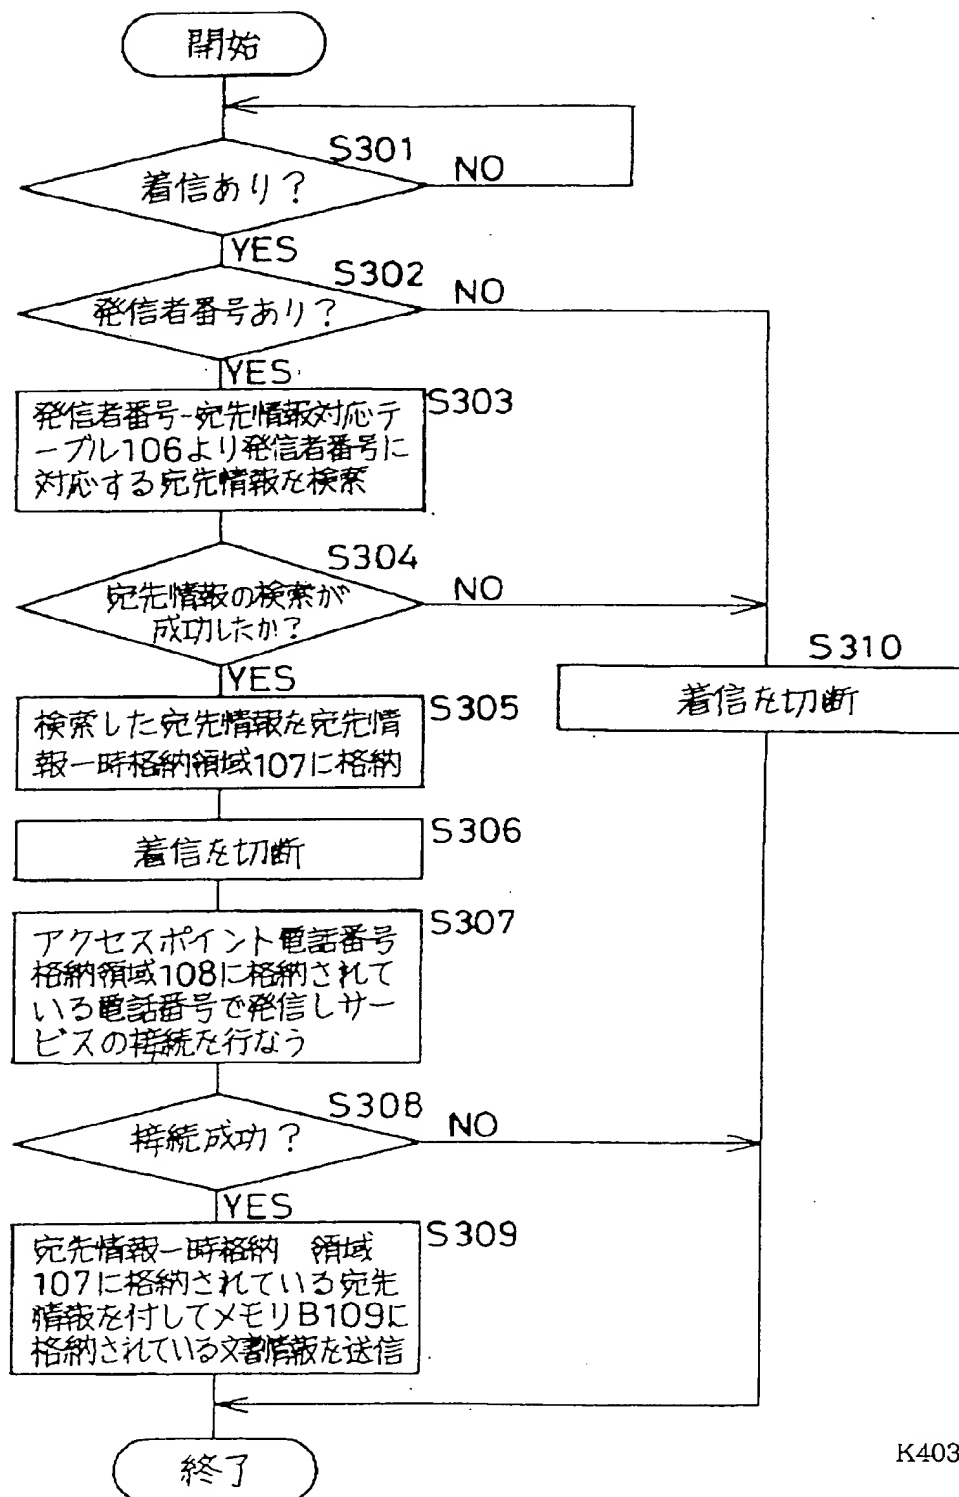 開始
S301
着信あり?
NO
YES
S302
発信者番号あり?
NO
YES
S303
発信者番号-宛先情報対応テ
ーブル106より発信者番号に
対応する宛先情報を検索
S304
宛先情報の検索が
成功したか?
NO
YES
S310
着信を切断
S305
検索した宛先情報を宛先情
報一時格納領域107に格納
S306
着信を切断
S307
アクセスポイント電話番号
格納領域108に格納されて
いる電話番号で発信しサー
ビスの接続を行なう
S308
接続成功?
NO
YES
S309
宛先情報一時格納 領域
107に格納されている宛先
情報を付してメモリB109に
格納されている文書情報を送信
終了
K403